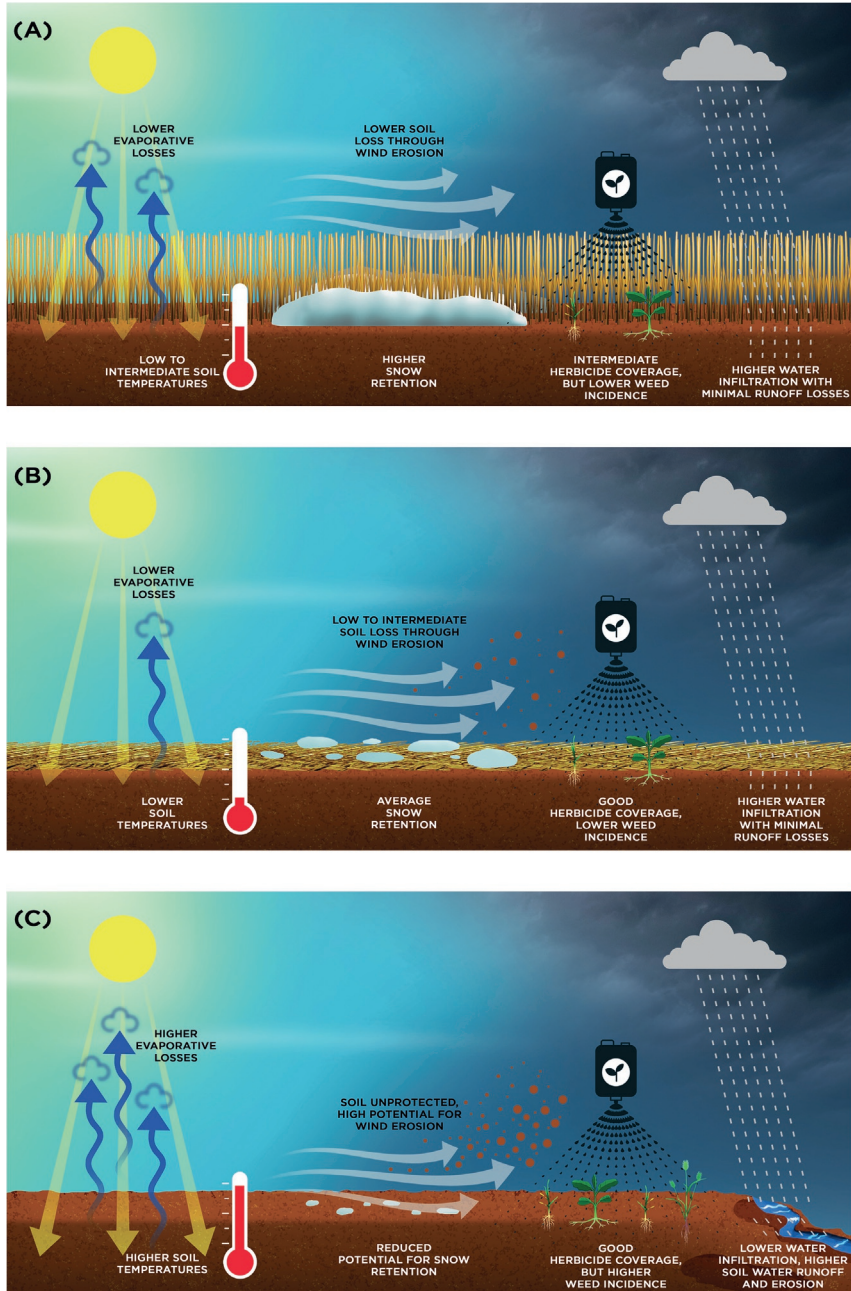 (A)
LOWER
EVAPORATIVE
LOSSES
LOWER SOIL
LOSS THROUGH
WIND EROSION
LOW TO
INTERMEDIATE SOIL
TEMPERATURES
HIGHER
SNOW
RETENTION
INTERMEDIATE
HERBICIDE COVERAGE,
BUT LOWER WEED
INCIDENCE
HIGHER WATER
INFILTRATION WITH
MINIMAL RUNOFF LOSSES
(B)
LOWER
EVAPORATIVE
LOSSES
LOW TO INTERMEDIATE
SOIL LOSS THROUGH
WIND EROSION
LOWER
SOIL
TEMPERATURES
AVERAGE
SNOW
RETENTION
GOOD
HERBICIDE COVERAGE,
LOWER WEED
INCIDENCE
HIGHER WATER
INFILTRATION
WITH MINIMAL
RUNOFF LOSSES
(C)
HIGHER
EVAPORATIVE
LOSSES
SOIL UNPROTECTED,
HIGH POTENTIAL FOR
WIND EROSION
HIGHER SOIL
TEMPERATURES
REDUCED
POTENTIAL FOR SNOW
RETENTION
GOOD
HERBICIDE COVERAGE,
BUT HIGHER
WEED INCIDENCE
LOWER WATER
INFILTRATION, HIGHER
SOIL WATER RUNOFF
AND EROSION